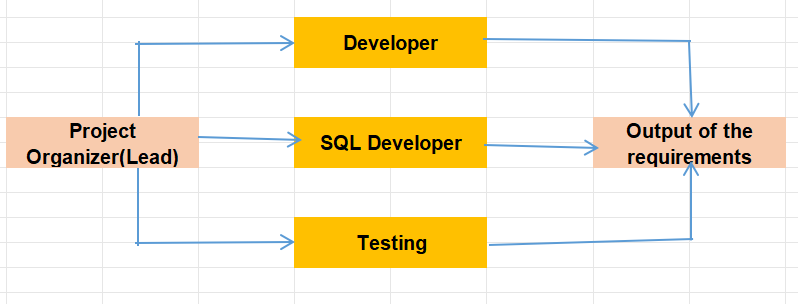 Developer
Project
Organizer(Lead)
SQL Developer
Output of the
requirements
Testing